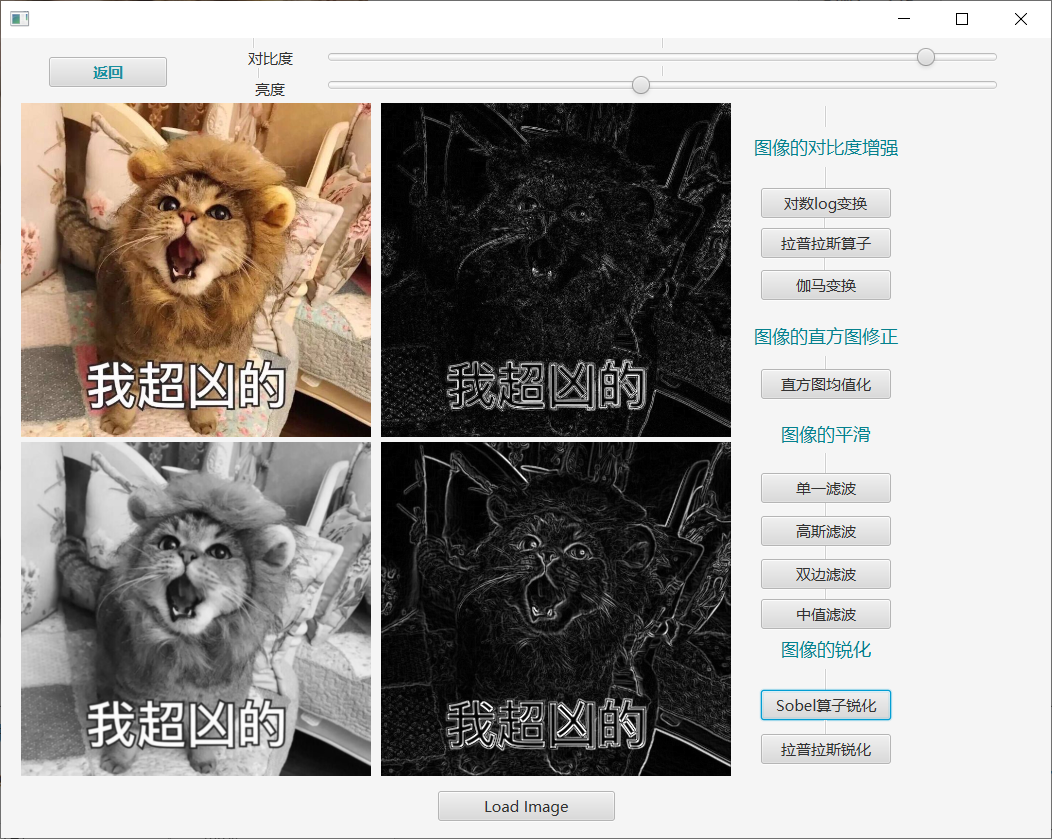 返回
对比度
亮度
我超凶的
我超凶的
我超凶的
我超凶的
图像的对比度增强
对数log变换
拉普拉斯算子
伽马变换
图像的直方图修正
直方图均值化
图像的平滑
单一滤波
高斯滤波
双边滤波
中值滤波
图像的锐化
Sobel算子锐化
拉普拉斯锐化
Load Image